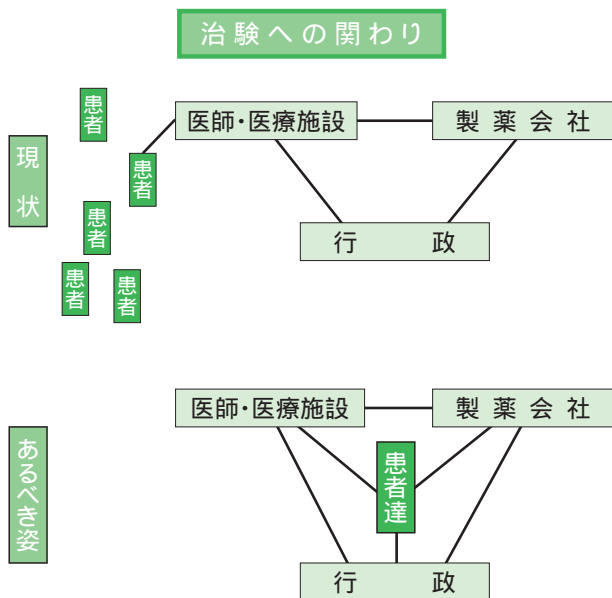 治験への関わり
現状
患者
患者
患者
患者
患者
医師・医療施設
製薬会社
行政
あるべき姿
医師・医療施設
製薬会社
患者達
行政